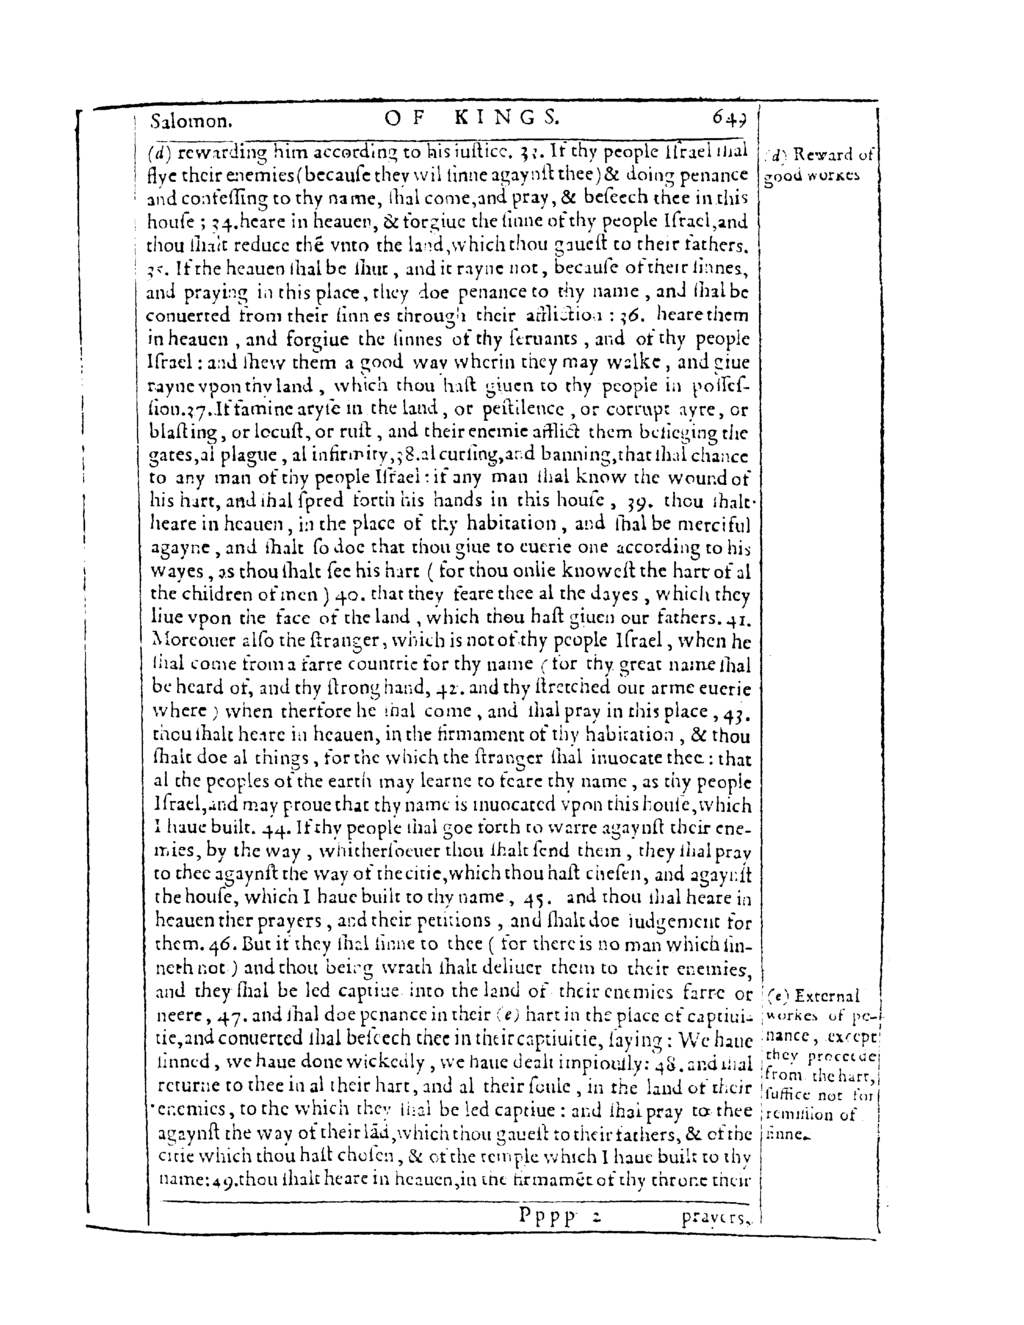 Salomon. OF KINGS. 649
(d) rewarding him according to his iuſtice. 33. If thy people Iſrael ſhal
flye their enemies (becauſe they wil ſinne agaynſt thee) & doing penance
and confeſſing to thy name, ſhal come, and pray, & beſeech thee in this
houſe ; 34. heare in heauen, & forgiue the ſinne of thy people Iſrael, and
thou ſhalt reduce thē vnto the land, which thou gaueſt to their fathers.
35. If the heauen ſhal be ſhut, and it rayne not, becauſe of their ſinnes,
and praying in this place, they doe penance to thy name, and ſhal be
conuerted from their ſinnes through their affliction : 36. heare them
in heauen, and forgiue the ſinnes of thy ſeruants, and of thy people
Iſrael : and ſhew them a good way wherin they may walke, and giue
rayne vpon thy land, which thou haſt giuen to thy people in poſſeſ-
ſion. 37. If famine aryſe in the land, or peſtilence, or corrupt ayre, or
blaſting, or locuſt, or ruſt, and their enemie afflict them beſieging the
gates, al plague, al infirmity, 38. al curſing, and banning, that ſhal chance
to any man of thy people Iſrael : if any man ſhal know the wound of
his hart, and ſhal ſpred forth his hands in this houſe, 39. thou ſhalt
heare in heauen, in the place of thy habitation, and ſhal be merciful
agayne, and ſhalt ſo doe that thou giue to euerie one according to his
wayes, as thou ſhalt ſee his hart ( for thou onlie knoweſt the hart of al
the children of men ) 40. that they feare thee al the dayes, which they
liue vpon the face of the land, which thou haſt giuen our fathers. 41.
Moreouer alſo the ſtranger, which is not of thy people Iſrael, when he
ſhal come from a farre countrie for thy name ( for thy great name ſhal
be heard of, and thy ſtrong hand, 42. and thy ſtretched out arme euerie
where ) when therfore he ſhal come, and ſhal pray in this place, 43.
thou ſhalt heare in heauen, in the firmament of thy habitation, & thou
ſhalt doe al things, for the which the ſtranger ſhal inuocate thee : that
al the peoples of the earth may learne to feare thy name, as thy people
Iſrael, and may proue that thy name is inuocated vpon this houſe, which
I haue built. 44. If thy people ſhal goe forth to warre agaynſt their ene-
mies, by the way, whitherſoeuer thou ſhalt ſend them, they ſhal pray
to thee agaynſt the way of the citie, which thou haſt choſen, and agaynſt
the houſe, which I haue built to thy name, 45. and thou ſhal heare in
heauen ther prayers, and their petitions, and ſhalt doe iudgement for
them. 46. But if they ſhal ſinne to thee ( for there is no man which ſin-
neth not ) and thou being wrath ſhalt deliuer them to their enemies,
and they ſhal be led captiue into the land of their enemies farre or
neere, 47. and ſhal doe penance in their (e) hart in the place of captiui-
tie, and conuerted ſhal beſeech thee in their captiuitie, ſaying : We haue
ſinned, we haue done wickedly, we haue dealt impiouſly : 48. and ſhal
returne to thee in al their hart, and al their ſoule, in the land of their
enemies, to the which they ſhal be led captiue : and ſhal pray to thee
agaynſt the way of their lād, which thou gaueſt to their fathers, & of the
citie which thou haſt choſen, & of the temple which I haue built to thy
name : 49. thou ſhalt heare in heauen, in the firmamēt of thy throne their
Pppp 2 prayers,
(d) Reward of
good workes
(e) External
workes of pe-
nance, except
they proceede
from the hart,
ſuffice not for
remiſſion of
ſinne.